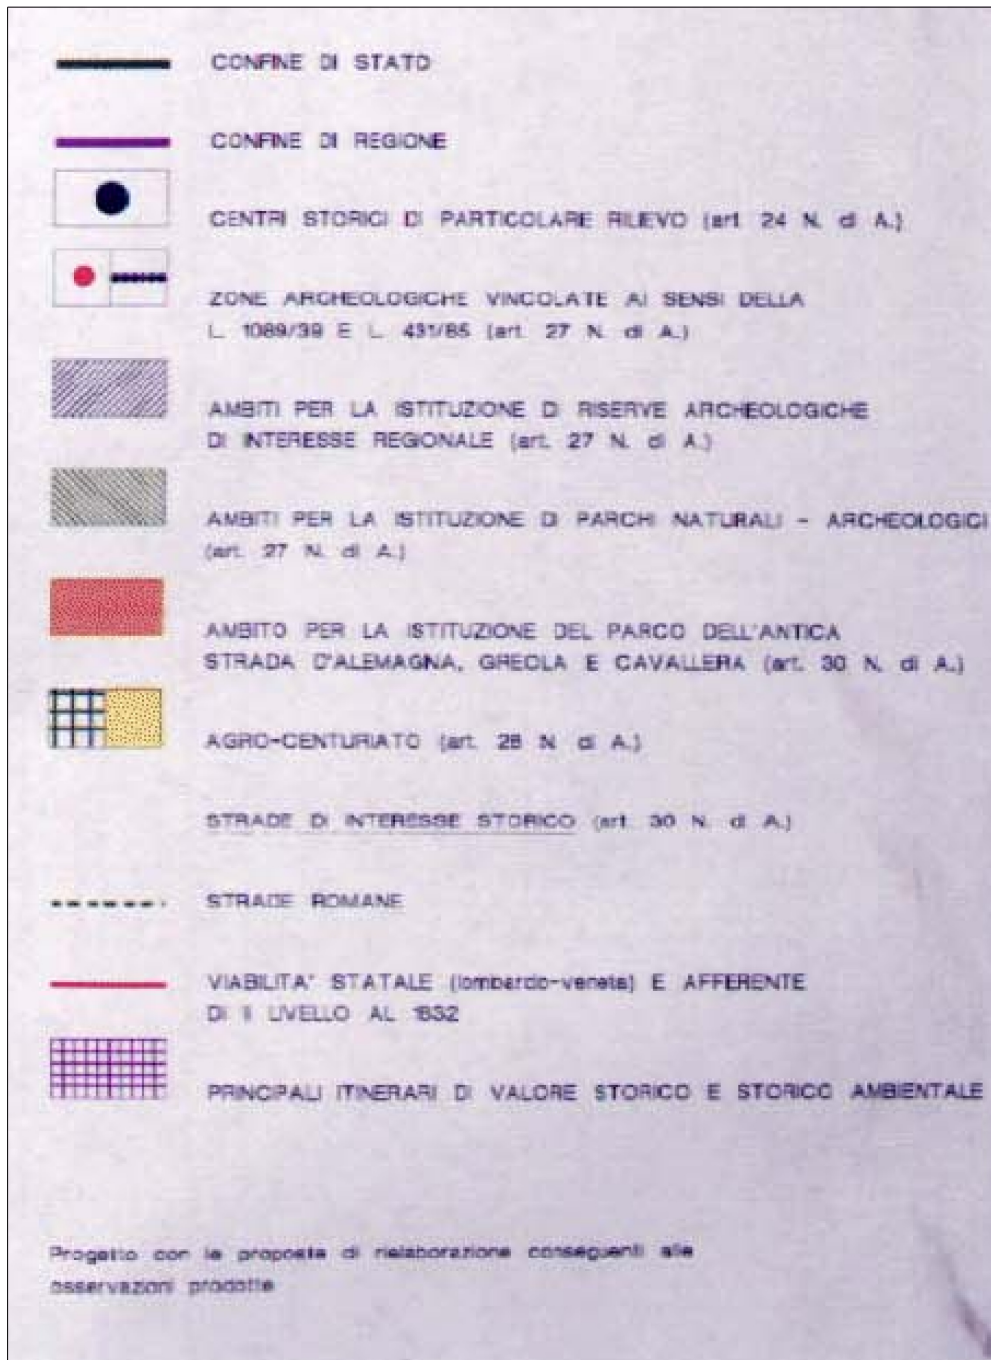 CONFINE DI STATO
CONFINE DI REGIONE
CENTRI STORICI DI PARTICOLARE RILIEVO (art. 24 N. di A.)
ZONE ARCHEOLOGICHE VINCOLATE AI SENSI DELLA
L. 1089/39 E L. 431/85 (art. 27 N. di A.)
AMBITI PER LA ISTITUZIONE DI RISERVE ARCHEOLOGICHE
DI INTERESSE REGIONALE (art. 27 N. di A.)
AMBITI PER LA ISTITUZIONE DI PARCHI NATURALI - ARCHEOLOGICI
(art. 27 N. di A.)
AMBITO PER LA ISTITUZIONE DEL PARCO DELL'ANTICA
STRADA D'ALEMAGNA, GREOLA E CAVALLERA (art. 30 N. di A.)
AGRO-CENTURIATO (art. 28 N. di A.)
STRADE DI INTERESSE STORICO (art. 30 N. di A.)
STRADE ROMANE
VIABILITA' STATALE (lombardo-veneta) E AFFERENTE
DI II LIVELLO AL 1832
PRINCIPALI ITINERARI DI VALORE STORICO E STORICO AMBIENTALE
Progetto con le proposte di rielaborazione conseguenti alle
osservazioni prodotte